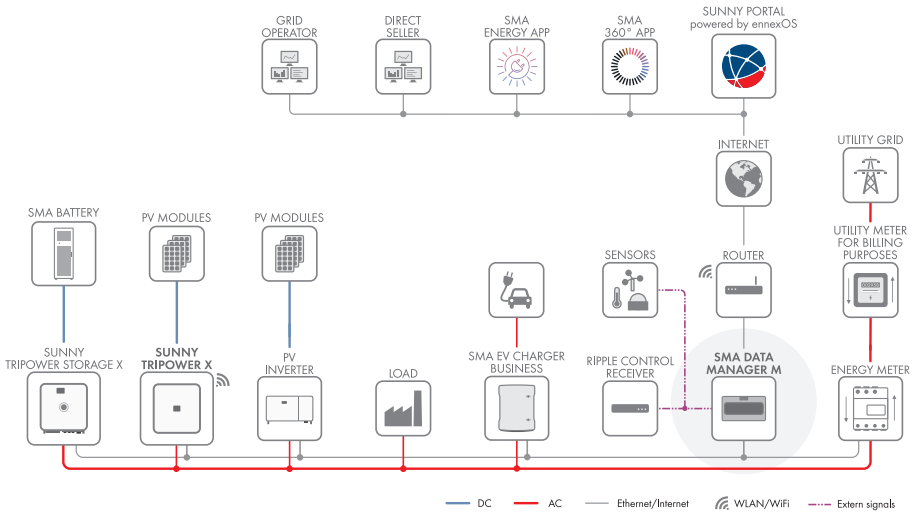 GRID
OPERATOR
DIRECT
SELLER
SMA
ENERGY APP
SMA
360° APP
SUNNY PORTAL
powered by ennexOS
INTERNET
UTILITY GRID
SMA BATTERY
PV MODULES
PV MODULES
SENSORS
ROUTER
UTILITY METER
FOR BILLING
PURPOSES
SUNNY
TRIPOWER STORAGE X
SUNNY
TRIPOWER X
PV
INVERTER
LOAD
SMA EV CHARGER
BUSINESS
RIPPLE CONTROL
RECEIVER
SMA DATA
MANAGER M
ENERGY METER
DC
AC
Ethernet/Internet
WLAN/WiFi
Extern signals